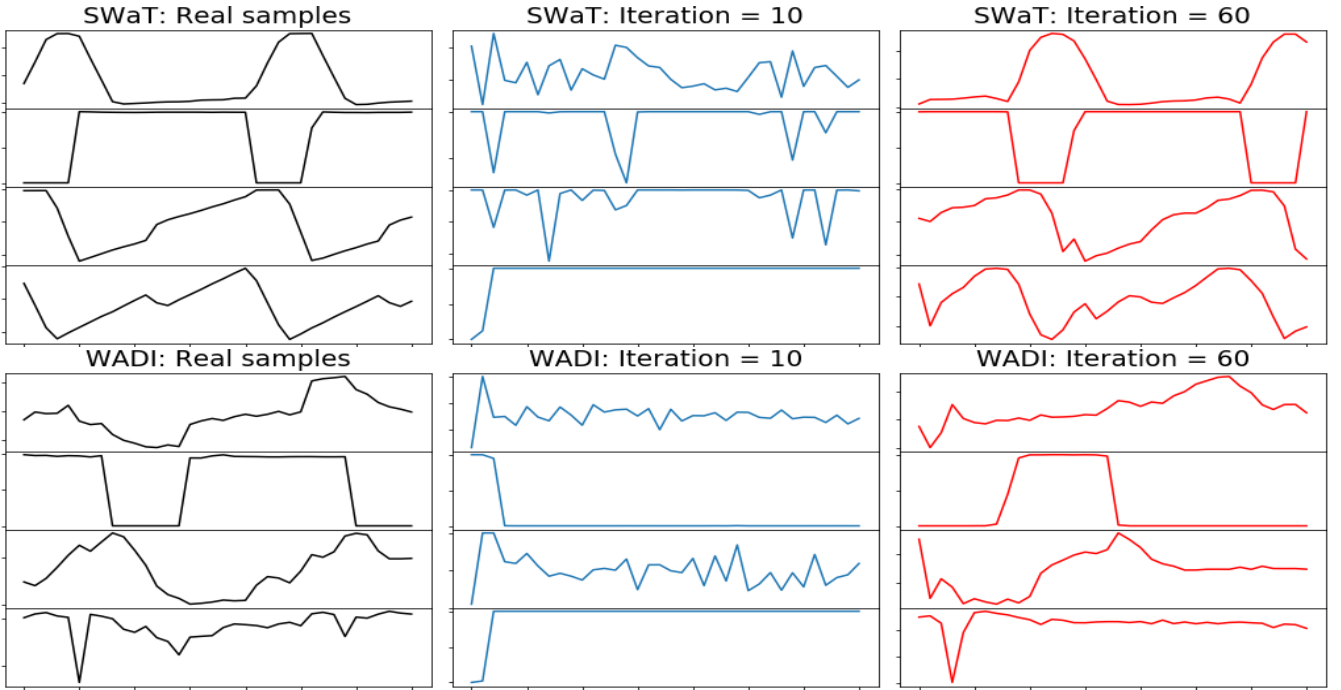 SWaT: Real samples
SWaT: Iteration = 10
SWaT: Iteration = 60
WADI: Real samples
WADI: Iteration = 10
WADI: Iteration = 60